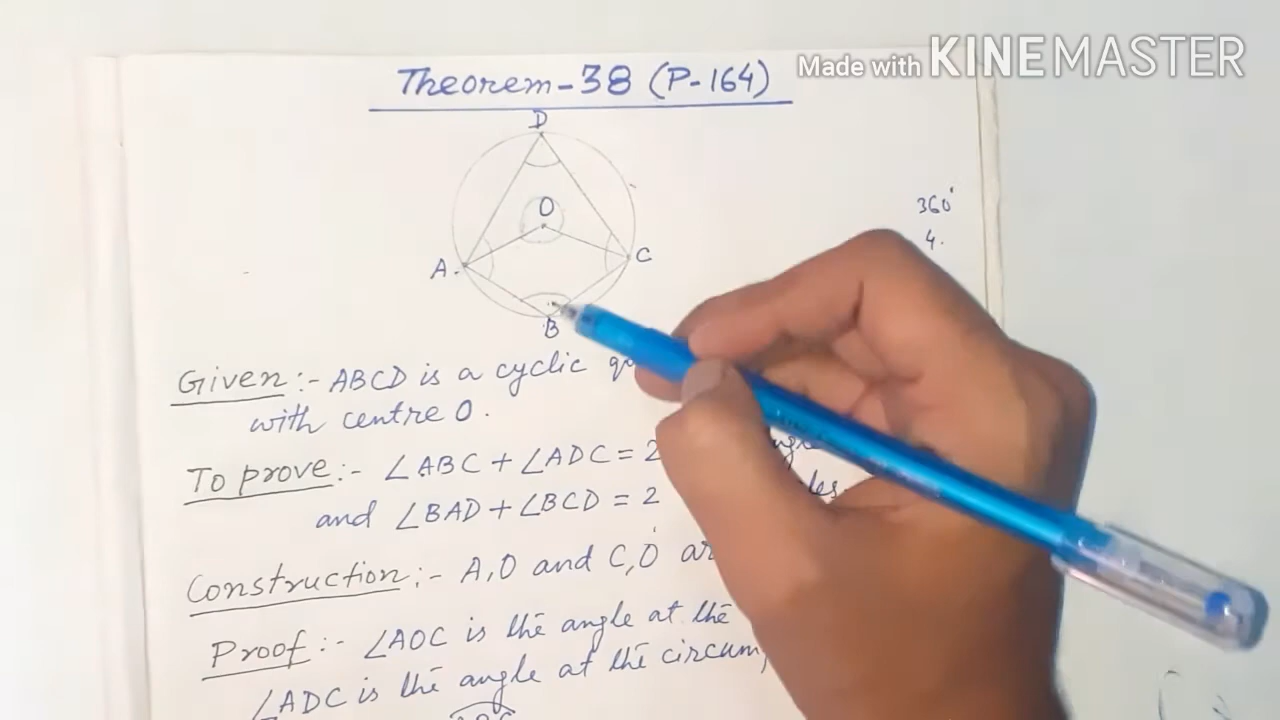 Made with KINEMASTER
Theorem-38 (P-164)
D
O
360°
4.
A.
C
B
Given:- ABCD is a cyclic
with centre O.
To prove:- ∠ABC + ∠ADC = 2
and ∠BAD + ∠BCD = 2
Construction:- A,O and C,O
Proof:- ∠AOC is the angle at the
∠ADC is the angle at the